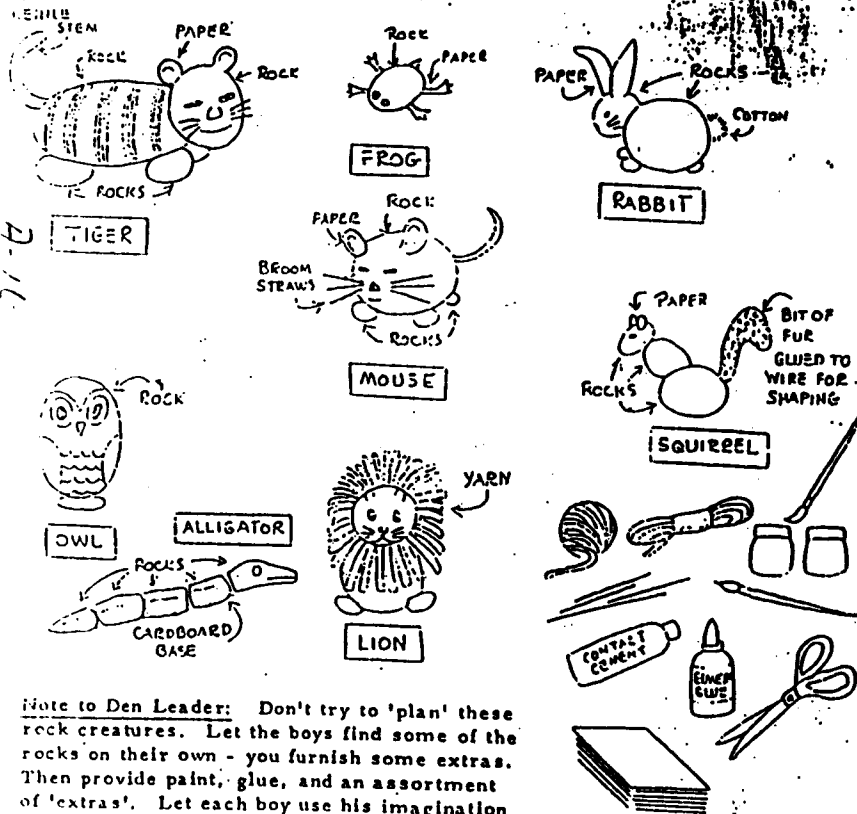 STEM
ROCK
PAPER
ROCK
ROCKS
TIGER
ROCK
PAPER
FROG
PAPER
ROCKS
COTTON
RABBIT
PAPER
ROCK
BROOM
STRAWS
ROCKS
MOUSE
PAPER
ROCKS
BIT OF
FUR
GLUED TO
WIRE FOR
SHAPING
SQUIRREL
ROCK
OWL
ALLIGATOR
ROCKS
CARDBOARD
BASE
YARN
LION
CONTACT
CEMENT
ELMER
GLUE
Note to Den Leader: Don't try to 'plan' these
rock creatures. Let the boys find some of the
rocks on their own - you furnish some extras.
Then provide paint, glue, and an assortment
of 'extras'. Let each boy use his imagination